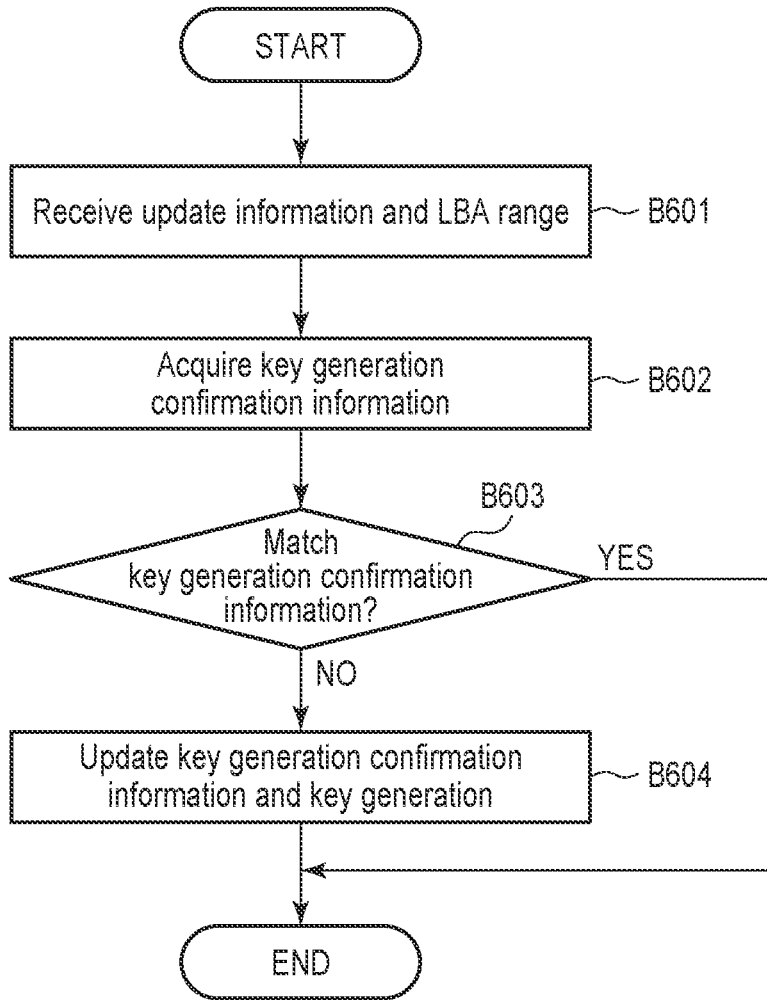 START
Receive update information and LBA range
B601
Acquire key generation
confirmation information
B602
B603
Match
key generation confirmation
information?
YES
NO
Update key generation confirmation
information and key generation
B604
END